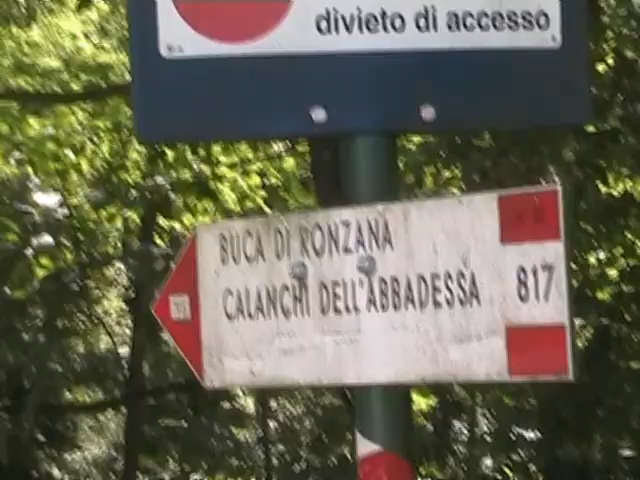 divieto di accesso
BUCA DI RONZANA
CALANCHI DELL'ABBADESSA
817